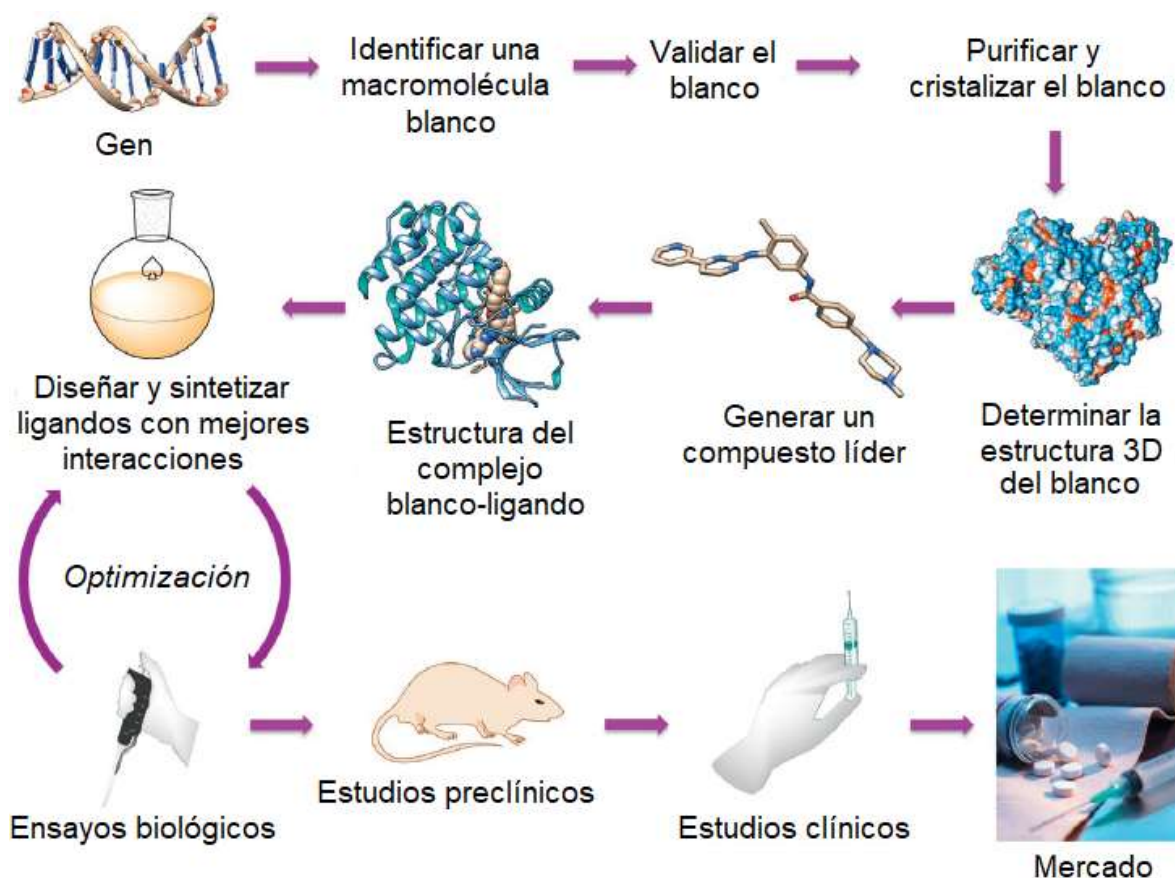 Gen
Identificar una
macromolécula
blanco
Validar el
blanco
Purificar y
cristalizar el blanco
Determinar la
estructura 3D
del blanco
Generar un
compuesto líder
Estructura del
complejo
blanco-ligando
Diseñar y sintetizar
ligandos con mejores
interacciones
Optimización
Ensayos biológicos
Estudios preclínicos
Estudios clínicos
Mercado